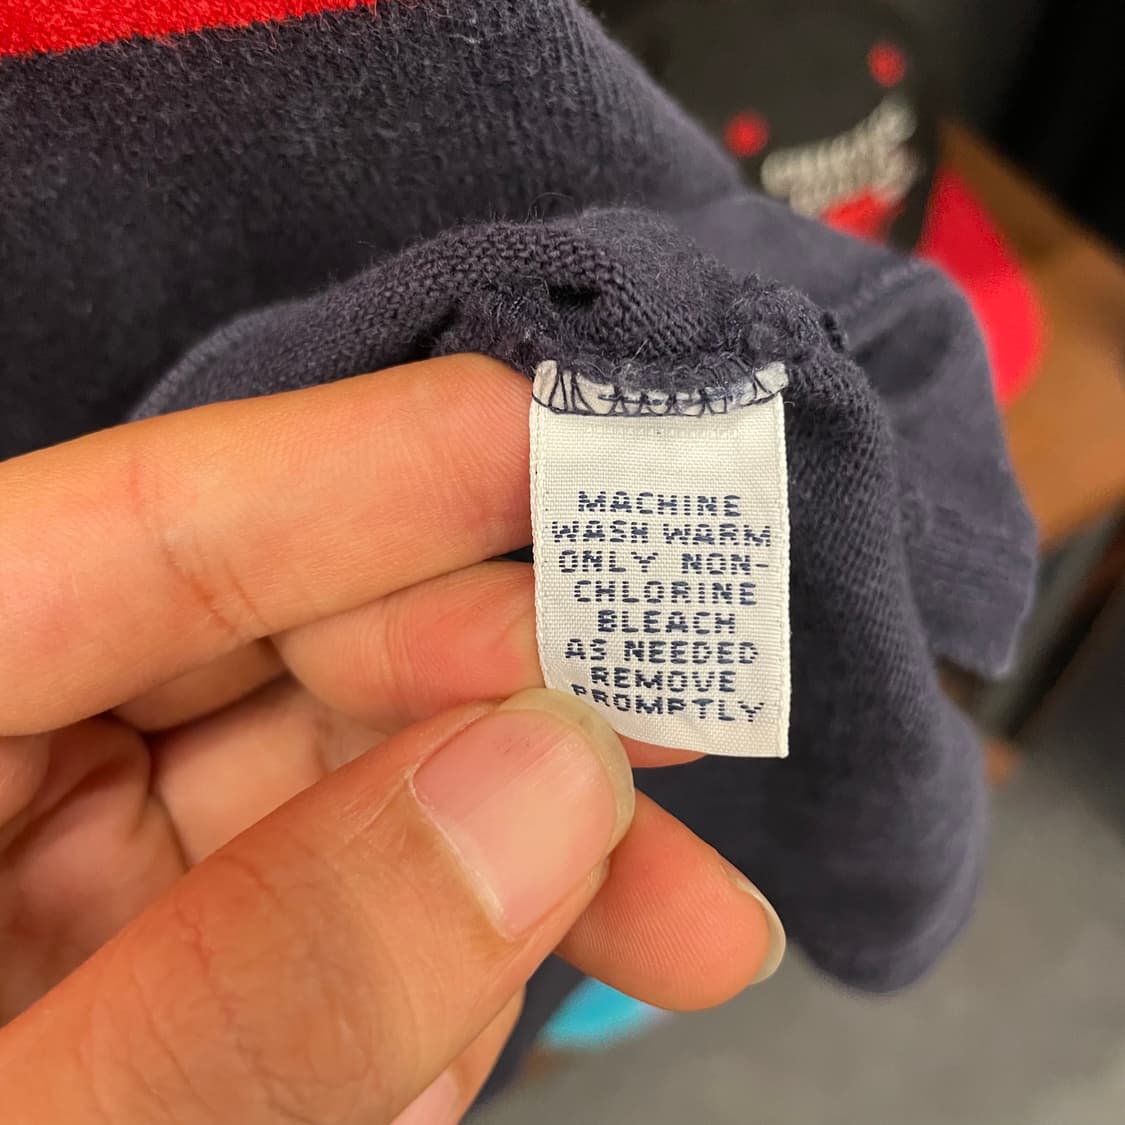 MACHINE
WASH WARM
ONLY NON-
CHLORINE
BLEACH
AS NEEDED
REMOVE
PROMPTLY